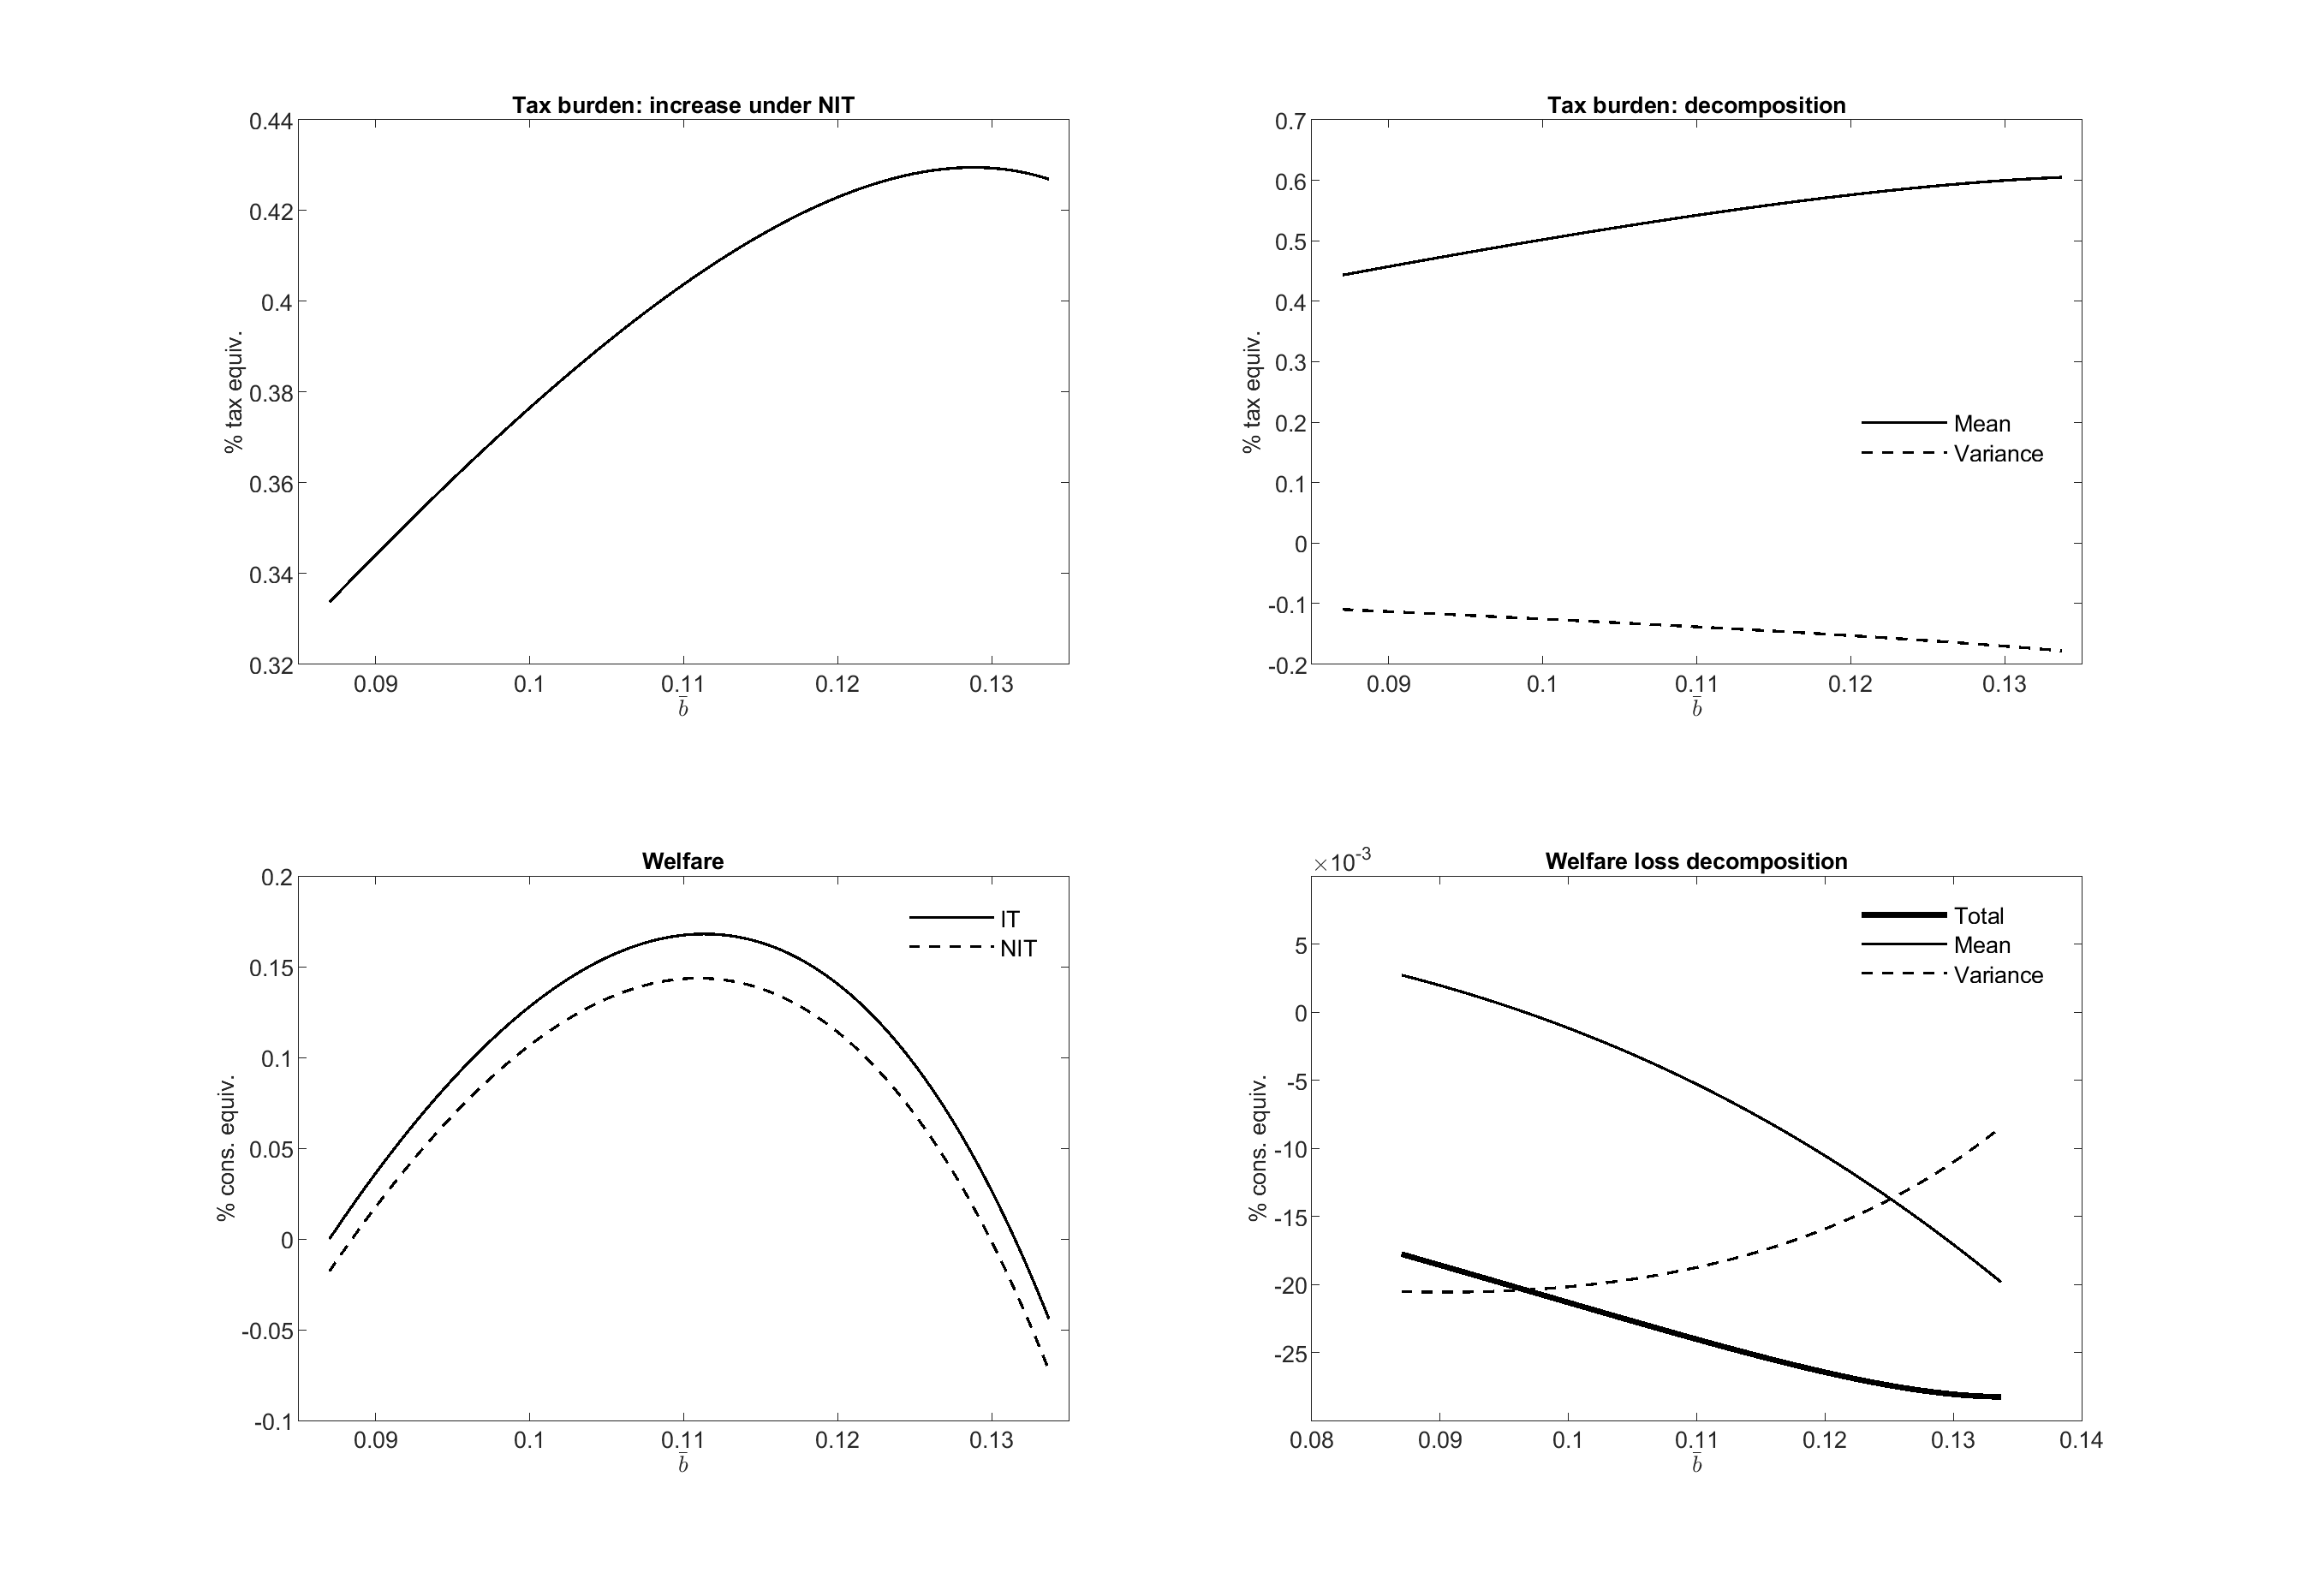 Tax burden: increase under NIT
0.44
0.42
0.4
0.38
0.36
0.34
0.32
% tax equiv.
0.09 0.1 0.11 0.12 0.13
b̄
Tax burden: decomposition
0.7
0.6
0.5
0.4
0.3
0.2
0.1
0
-0.1
-0.2
% tax equiv.
Mean
Variance
0.09 0.1 0.11 0.12 0.13
b̄
Welfare
0.2
0.15
0.1
0.05
0
-0.05
-0.1
% cons. equiv.
IT
NIT
0.09 0.1 0.11 0.12 0.13
b̄
×10⁻³
Welfare loss decomposition
5
0
-5
-10
-15
-20
-25
% cons. equiv.
Total
Mean
Variance
0.08 0.09 0.1 0.11 0.12 0.13 0.14
b̄